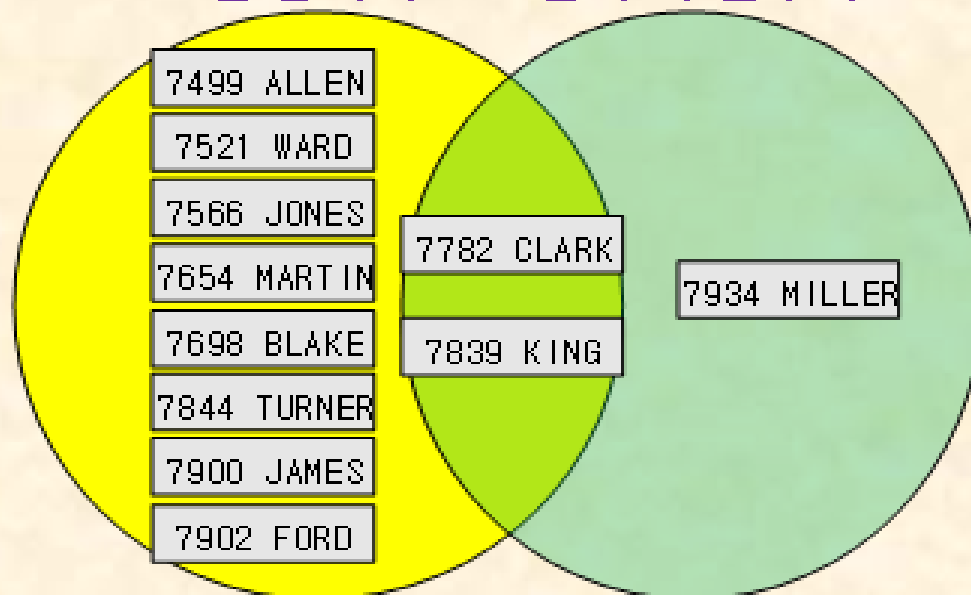 7499 ALLEN
7521 WARD
7566 JONES
7654 MARTIN
7698 BLAKE
7844 TURNER
7900 JAMES
7902 FORD
7782 CLARK
7839 KING
7934 MILLER